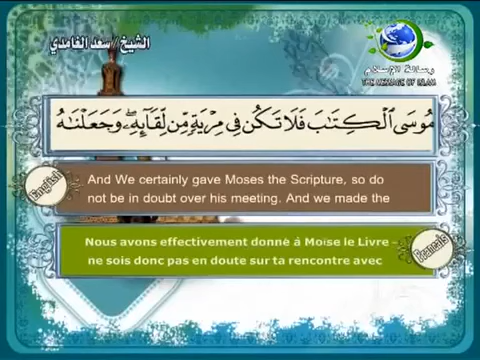 الشيخ // سعد الغامدي
رسالة الإسلام
THE MESSAGE OF ISLAM
مُوسَى ٱلْكِتَٰبَ فَلَا تَكُن فِى مِرْيَةٍ مِّن لِّقَآئِهِۦ ۖ وَجَعَلْنَٰهُ
English
And We certainly gave Moses the Scripture, so do
not be in doubt over his meeting. And we made the
Nous avons effectivement donné à Moïse le Livre -
ne sois donc pas en doute sur ta rencontre avec
Francais